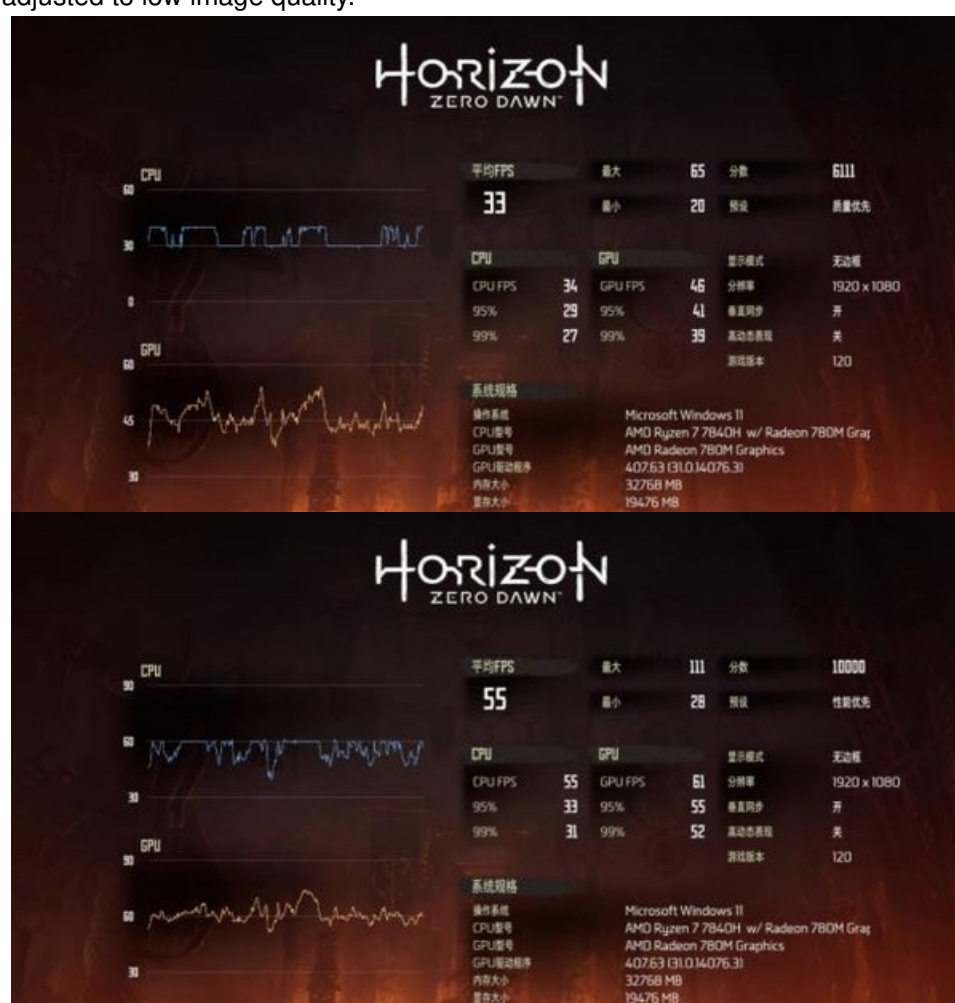 adjusted to low image quality.
HORIZON
ZERO DAWN™
CPU
60
30
0
GPU
60
45
30
平均FPS 最大 65 分数 6111
33 最小 20 预设 质量优先
CPU GPU 显示模式 无边框
CPU FPS 34 GPU FPS 46 分辨率 1920 x 1080
95% 29 95% 41 垂直同步 开
99% 27 99% 39 高动态表现 关
游戏版本 120
系统规格
操作系统 Microsoft Windows 11
CPU型号 AMD Ryzen 7 7840H w/ Radeon 780M Grap
GPU型号 AMD Radeon 780M Graphics
GPU驱动程序 407.63 (31.0.14076.3)
内存大小 32768 MB
显存大小 19476 MB
HORIZON
ZERO DAWN™
CPU
90
60
30
GPU
90
60
30
平均FPS 最大 111 分数 10000
55 最小 28 预设 性能优先
CPU GPU 显示模式 无边框
CPU FPS 55 GPU FPS 61 分辨率 1920 x 1080
95% 33 95% 55 垂直同步 开
99% 31 99% 52 高动态表现 关
游戏版本 120
系统规格
操作系统 Microsoft Windows 11
CPU型号 AMD Ryzen 7 7840H w/ Radeon 780M Grap
GPU型号 AMD Radeon 780M Graphics
GPU驱动程序 407.63 (31.0.14076.3)
内存大小 32768 MB
显存大小 19476 MB